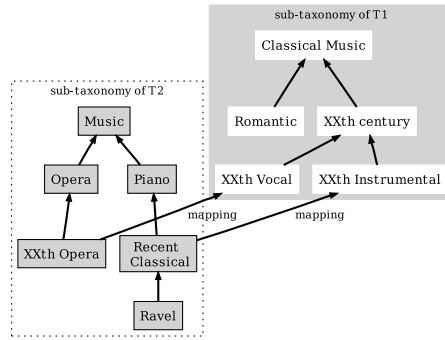 sub-taxonomy of T1
Classical Music
sub-taxonomy of T2
Music
Romantic
XXth century
Opera
Piano
XXth Vocal
XXth Instrumental
mapping
mapping
XXth Opera
Recent
Classical
Ravel